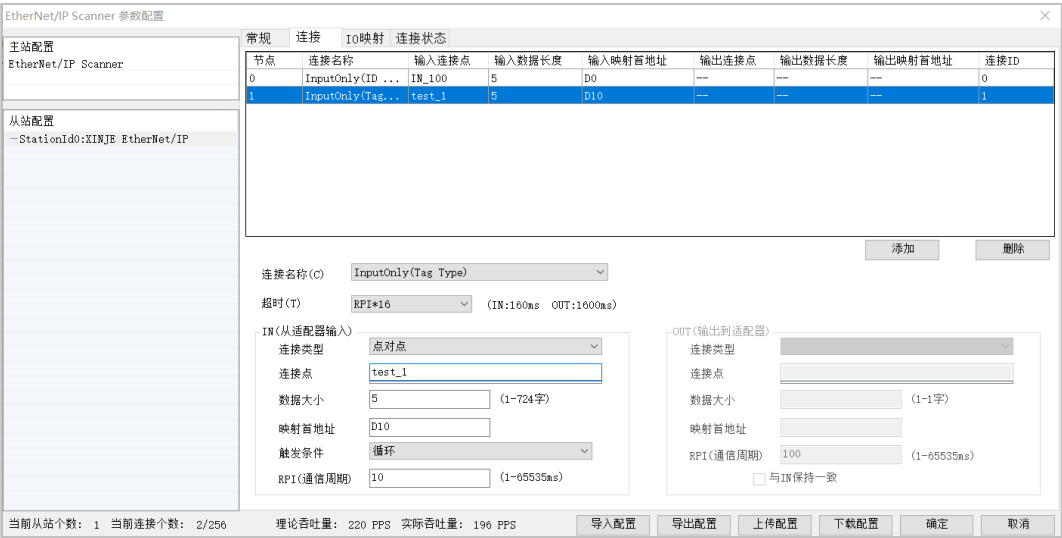 EtherNet/IP Scanner 参数配置
主站配置
EtherNet/IP Scanner
从站配置
StationId0:XINJE EtherNet/IP
常规 连接 IO映射 连接状态
节点 连接名称 输入连接点 输入数据长度 输入映射首地址 输出连接点 输出数据长度 输出映射首地址 连接ID
0 InputOnly(ID ... IN_100 5 D0 -- -- -- 0
1 InputOnly(Tag... test_1 5 D10 -- -- -- 1
添加 删除
连接名称(C) InputOnly(Tag Type)
超时(T) RPI*16 (IN:160ms OUT:1600ms)
IN(从适配器输入)
连接类型 点对点
连接点 test_1
数据大小 5 (1-724字)
映射首地址 D10
触发条件 循环
RPI(通信周期) 10 (1-65535ms)
OUT(输出到适配器)
连接类型
连接点
数据大小 (1-1字)
映射首地址
RPI(通信周期) 100 (1-65535ms)
与IN保持一致
当前从站个数: 1 当前连接个数: 2/256 理论吞吐量: 220 PPS 实际吞吐量: 196 PPS 导入配置 导出配置 上传配置 下载配置 确定 取消